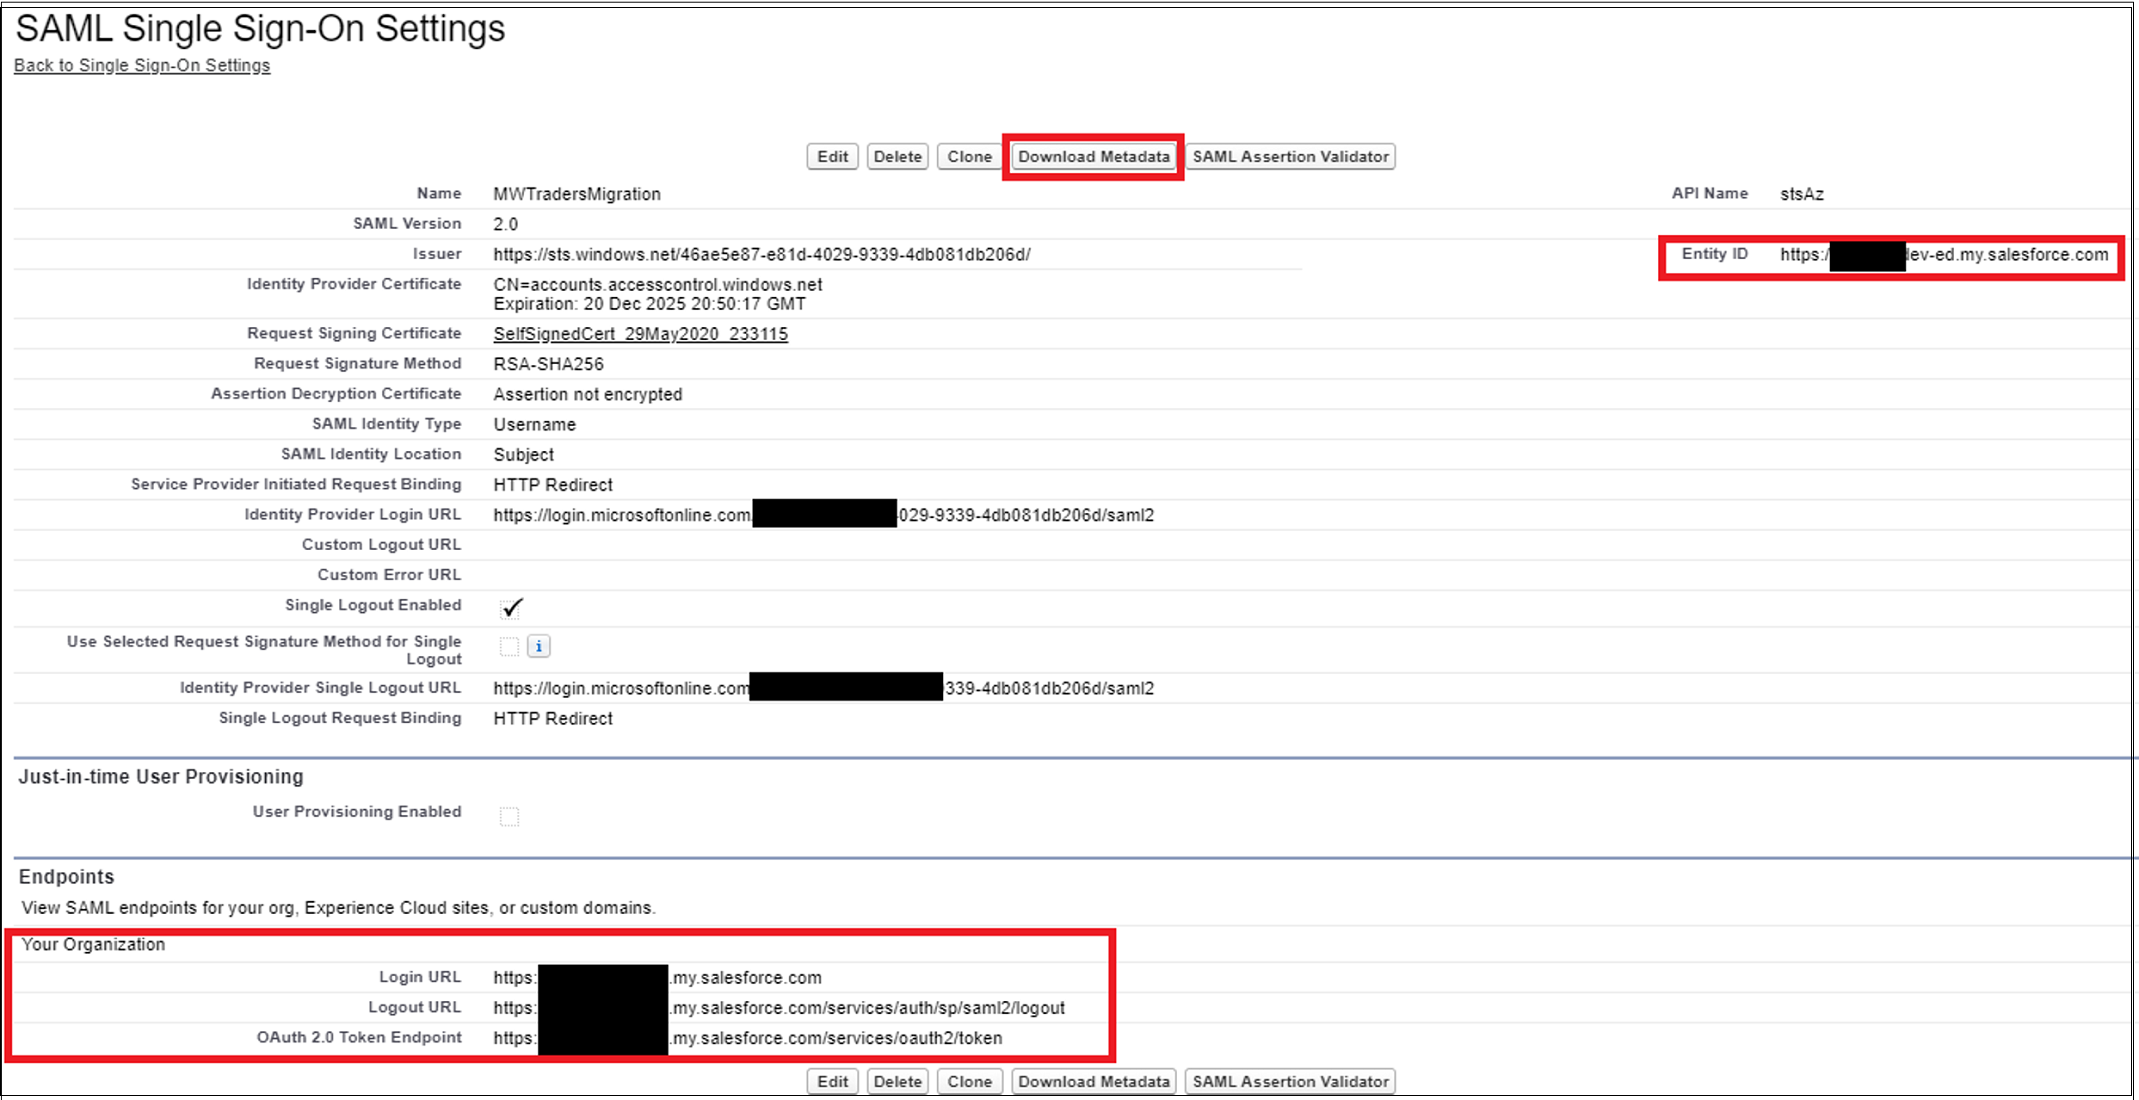 SAML Single Sign-On Settings
Back to Single Sign-On Settings
Edit Delete Clone Download Metadata SAML Assertion Validator
Name MWTradersMigration API Name stsAz
SAML Version 2.0
Issuer https://sts.windows.net/46ae5e87-e81d-4029-9339-4db081db206d/ Entity ID https:/ dev-ed.my.salesforce.com
Identity Provider Certificate CN=accounts.accesscontrol.windows.net
Expiration: 20 Dec 2025 20:50:17 GMT
Request Signing Certificate SelfSignedCert_29May2020_233115
Request Signature Method RSA-SHA256
Assertion Decryption Certificate Assertion not encrypted
SAML Identity Type Username
SAML Identity Location Subject
Service Provider Initiated Request Binding HTTP Redirect
Identity Provider Login URL https://login.microsoftonline.com 029-9339-4db081db206d/saml2
Custom Logout URL
Custom Error URL
Single Logout Enabled
Use Selected Request Signature Method for Single
Logout i
Identity Provider Single Logout URL https://login.microsoftonline.com 339-4db081db206d/saml2
Single Logout Request Binding HTTP Redirect
Just-in-time User Provisioning
User Provisioning Enabled
Endpoints
View SAML endpoints for your org, Experience Cloud sites, or custom domains.
Your Organization
Login URL https: .my.salesforce.com
Logout URL https: .my.salesforce.com/services/auth/sp/saml2/logout
OAuth 2.0 Token Endpoint https: .my.salesforce.com/services/oauth2/token
Edit Delete Clone Download Metadata SAML Assertion Validator